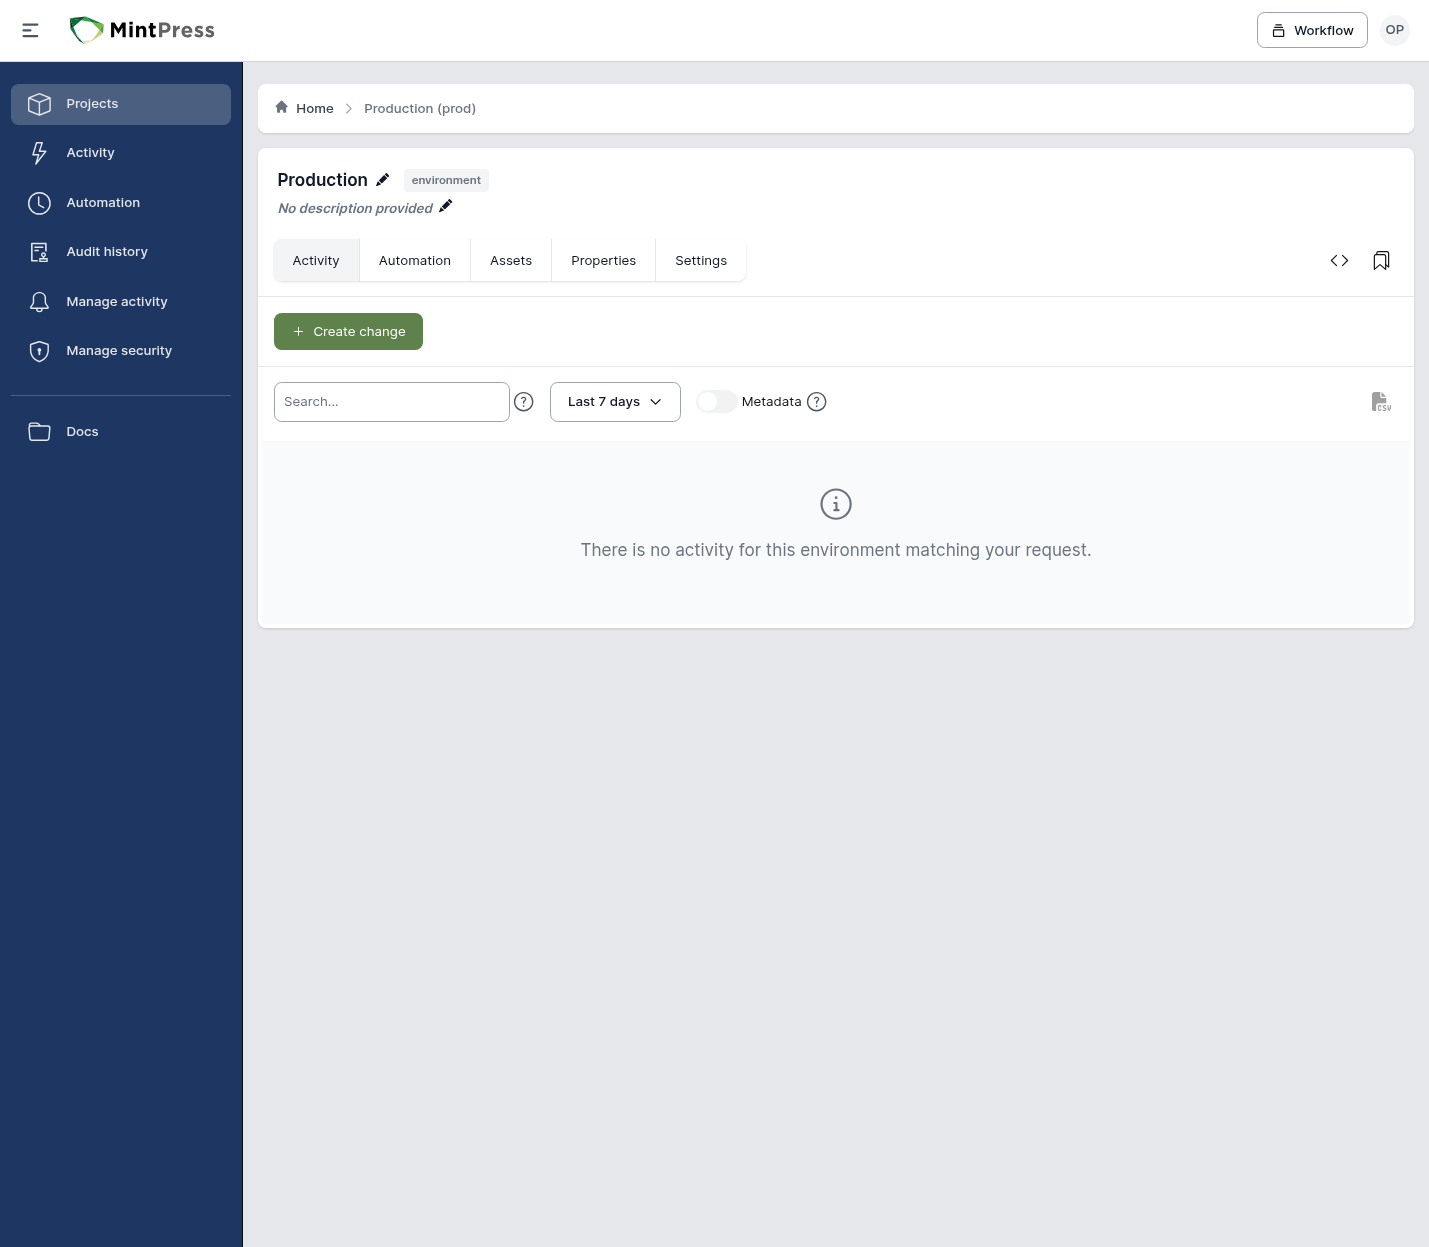 MintPress
Workflow
OP
Projects
Activity
Automation
Audit history
Manage activity
Manage security
Docs
Home
Production (prod)
Production
environment
No description provided
Activity
Automation
Assets
Properties
Settings
+ Create change
Search...
?
Last 7 days
Metadata
?
CSV
There is no activity for this environment matching your request.